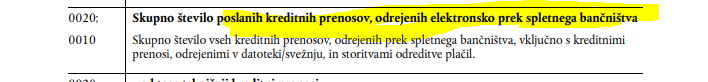 0020; Skupno število poslanih kreditnih prenosov, odrejenih elektronsko prek spletnega bančništva
0010 Skupno število vseh kreditnih prenosov, odrejenih prek spletnega bančništva, vključno s kreditnimi
prenosi, odrejenimi v datoteki/svežnju, in storitvami odreditve plačil.